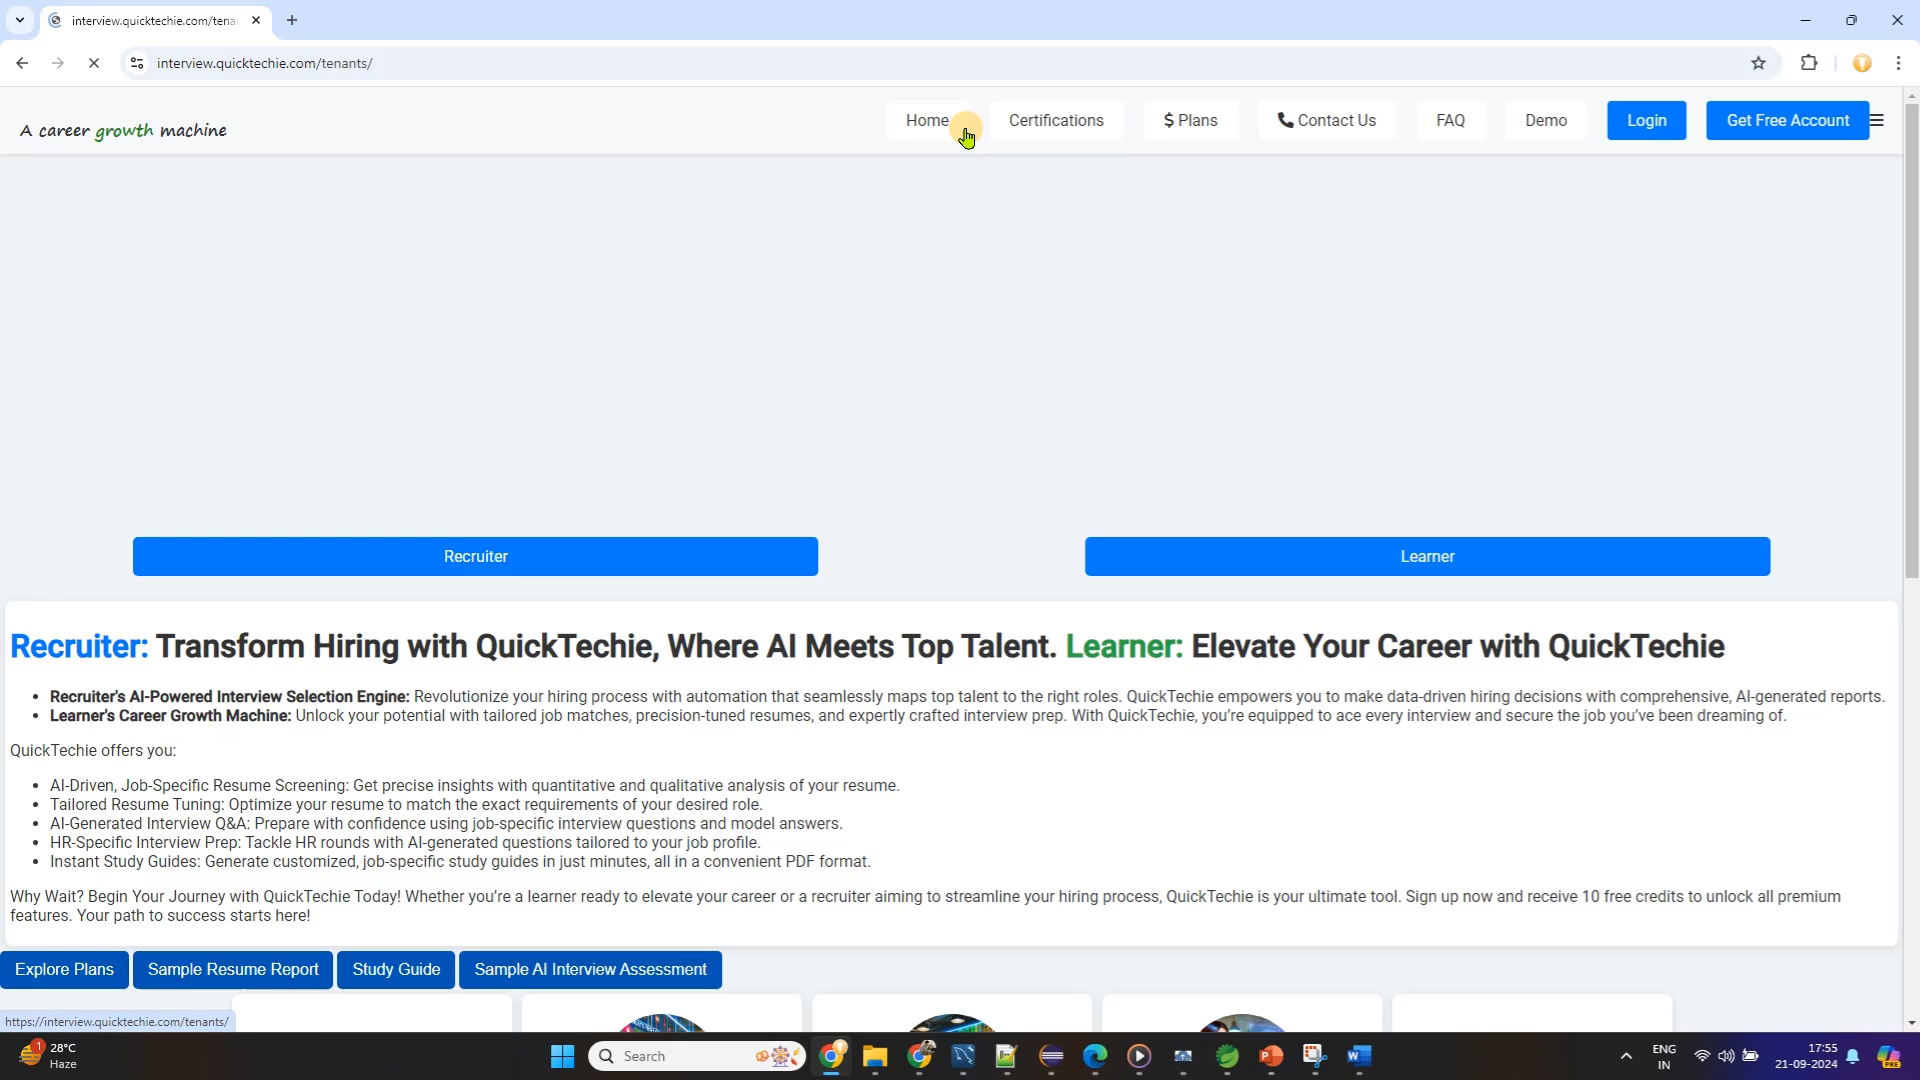 interview.quicktechie.com/tena
interview.quicktechie.com/tenants/
A career growth machine
Home
Certifications
$ Plans
Contact Us
FAQ
Demo
Login
Get Free Account
Recruiter
Learner
Recruiter: Transform Hiring with QuickTechie, Where AI Meets Top Talent. Learner: Elevate Your Career with QuickTechie
• Recruiter's AI-Powered Interview Selection Engine: Revolutionize your hiring process with automation that seamlessly maps top talent to the right roles. QuickTechie empowers you to make data-driven hiring decisions with comprehensive, AI-generated reports.
• Learner's Career Growth Machine: Unlock your potential with tailored job matches, precision-tuned resumes, and expertly crafted interview prep. With QuickTechie, you're equipped to ace every interview and secure the job you've been dreaming of.
QuickTechie offers you:
• AI-Driven, Job-Specific Resume Screening: Get precise insights with quantitative and qualitative analysis of your resume.
• Tailored Resume Tuning: Optimize your resume to match the exact requirements of your desired role.
• AI-Generated Interview Q&A: Prepare with confidence using job-specific interview questions and model answers.
• HR-Specific Interview Prep: Tackle HR rounds with AI-generated questions tailored to your job profile.
• Instant Study Guides: Generate customized, job-specific study guides in just minutes, all in a convenient PDF format.
Why Wait? Begin Your Journey with QuickTechie Today! Whether you're a learner ready to elevate your career or a recruiter aiming to streamline your hiring process, QuickTechie is your ultimate tool. Sign up now and receive 10 free credits to unlock all premium
features. Your path to success starts here!
Explore Plans
Sample Resume Report
Study Guide
Sample AI Interview Assessment
https://interview.quicktechie.com/tenants/
1
28°C
Haze
Search
ENG
IN
17:55
21-09-2024